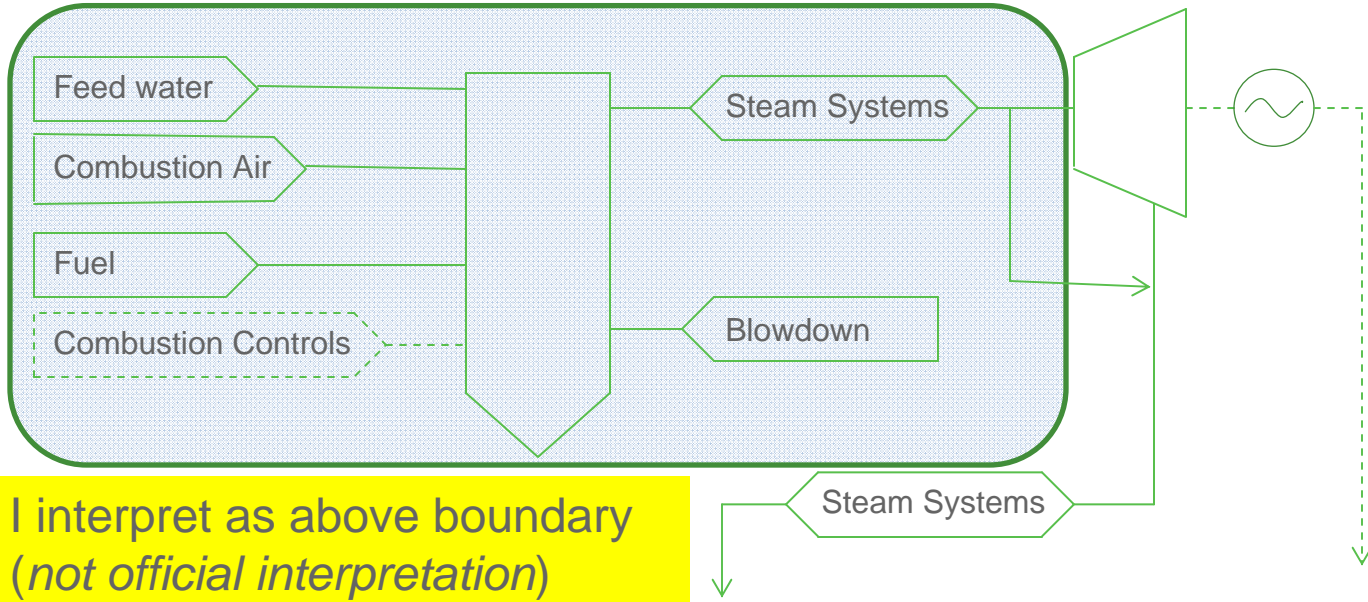 Feed water
Steam Systems
Combustion Air
Fuel
Combustion Controls
Blowdown
Steam Systems
I interpret as above boundary
(not official interpretation)